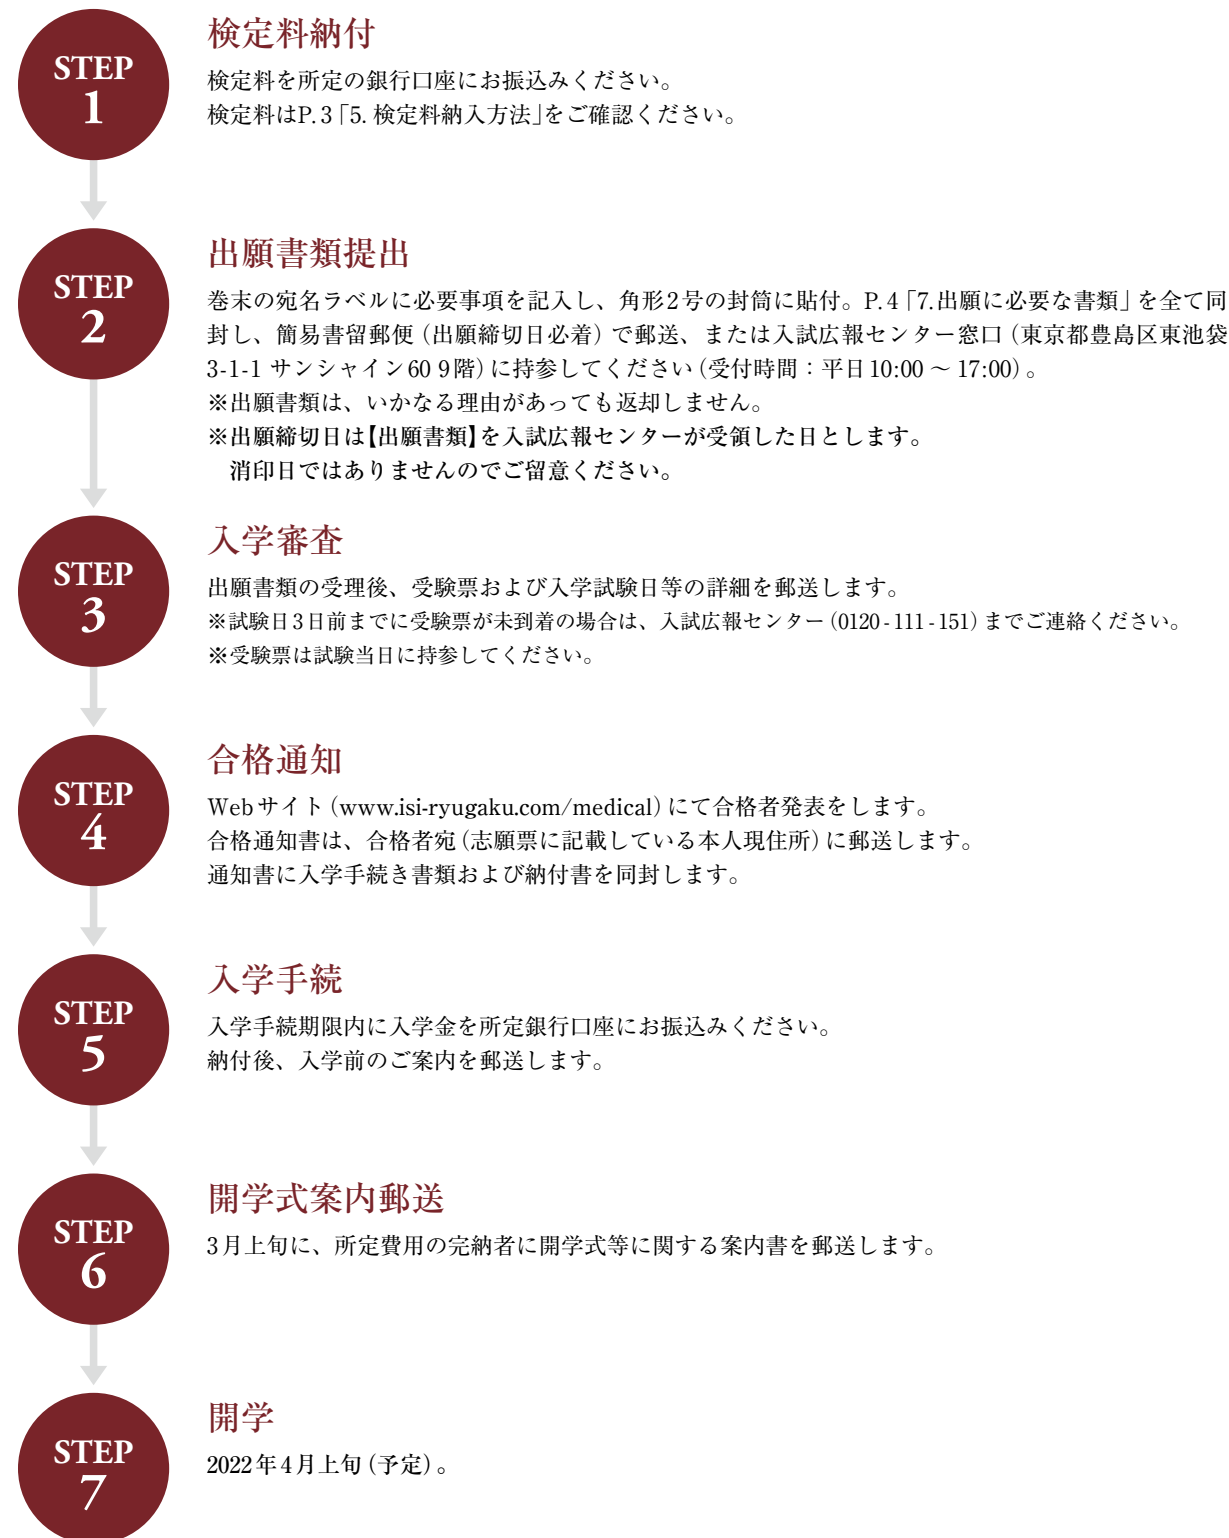 STEP
1
検定料納付
検定料を所定の銀行口座にお振込みください。
検定料はP.3「5. 検定料納入方法」をご確認ください。
STEP
2
出願書類提出
巻末の宛名ラベルに必要事項を記入し、角形2号の封筒に貼付。P.4「7.出願に必要な書類」を全て同
封し、簡易書留郵便（出願締切日必着）で郵送、または入試広報センター窓口（東京都豊島区東池袋
3-1-1 サンシャイン60 9階）に持参してください（受付時間：平日10:00 ～ 17:00）。
※出願書類は、いかなる理由があっても返却しません。
※出願締切日は【出願書類】を入試広報センターが受領した日とします。
消印日ではありませんのでご留意ください。
STEP
3
入学審査
出願書類の受理後、受験票および入学試験日等の詳細を郵送します。
※試験日3日前までに受験票が未到着の場合は、入試広報センター（0120-111-151）までご連絡ください。
※受験票は試験当日に持参してください。
STEP
4
合格通知
Webサイト（www.isi-ryugaku.com/medical）にて合格者発表をします。
合格通知書は、合格者宛（志願票に記載している本人現住所）に郵送します。
通知書に入学手続き書類および納付書を同封します。
STEP
5
入学手続
入学手続期限内に入学金を所定銀行口座にお振込みください。
納付後、入学前のご案内を郵送します。
STEP
6
開学式案内郵送
3月上旬に、所定費用の完納者に開学式等に関する案内書を郵送します。
STEP
7
開学
2022年4月上旬（予定）。